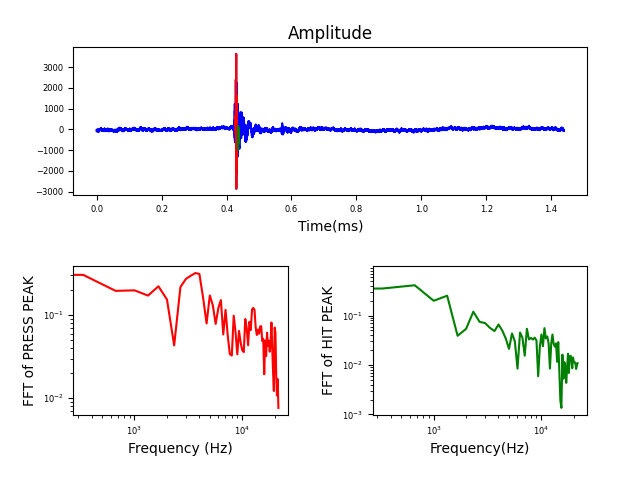 Amplitude
3000
2000
1000
0
−1000
−2000
−3000
0.0 0.2 0.4 0.6 0.8 1.0 1.2 1.4
Time(ms)
FFT of PRESS PEAK
10⁻¹
10⁻²
10³ 10⁴
Frequency (Hz)
FFT of HIT PEAK
10⁻¹
10⁻²
10⁻³
10³ 10⁴
Frequency(Hz)